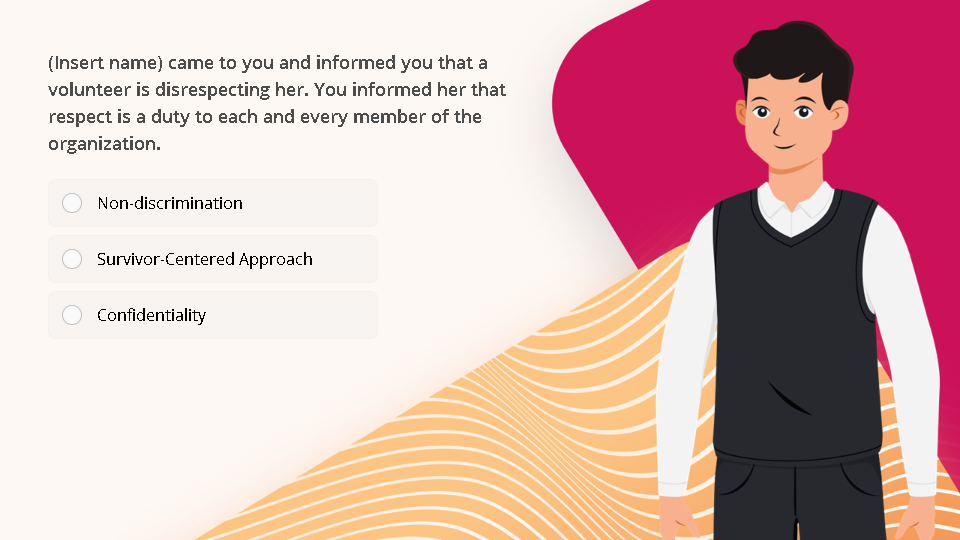 (Insert name) came to you and informed you that a
volunteer is disrespecting her. You informed her that
respect is a duty to each and every member of the
organization.
Non-discrimination
Survivor-Centered Approach
Confidentiality